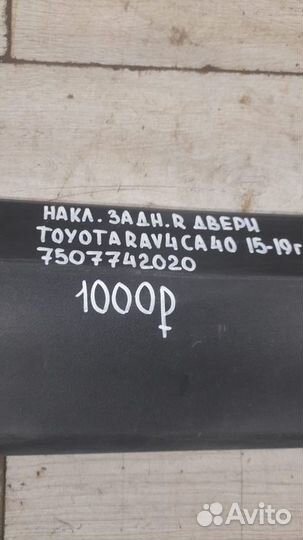 НАКЛ. ЗАДН. R ДВЕРИ
TOYOTA RAV4 CA40 15-19г
7507742020
1000р
Avito